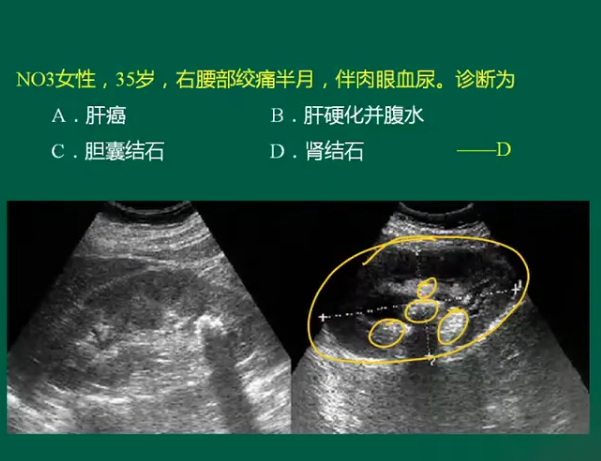 NO3女性，35岁，右腰部绞痛半月，伴肉眼血尿。诊断为
A．肝癌 B．肝硬化并腹水
C．胆囊结石 D．肾结石 ——D